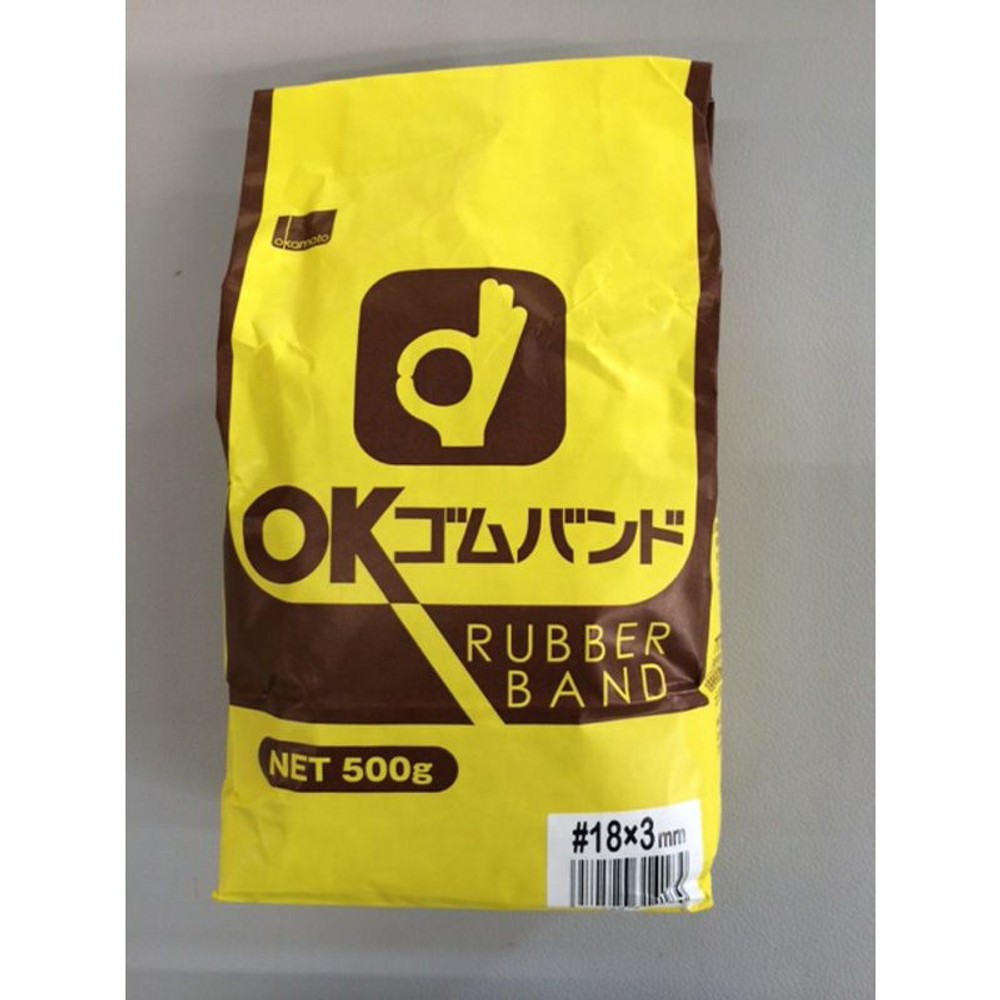 okamoto
OKゴムバンド
RUBBER
BAND
NET 500g
#18×3mm